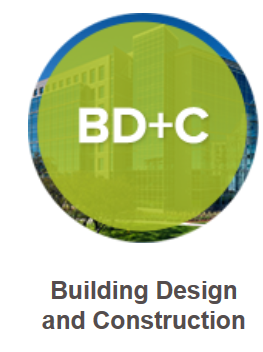 BD+C
Building Design
and Construction